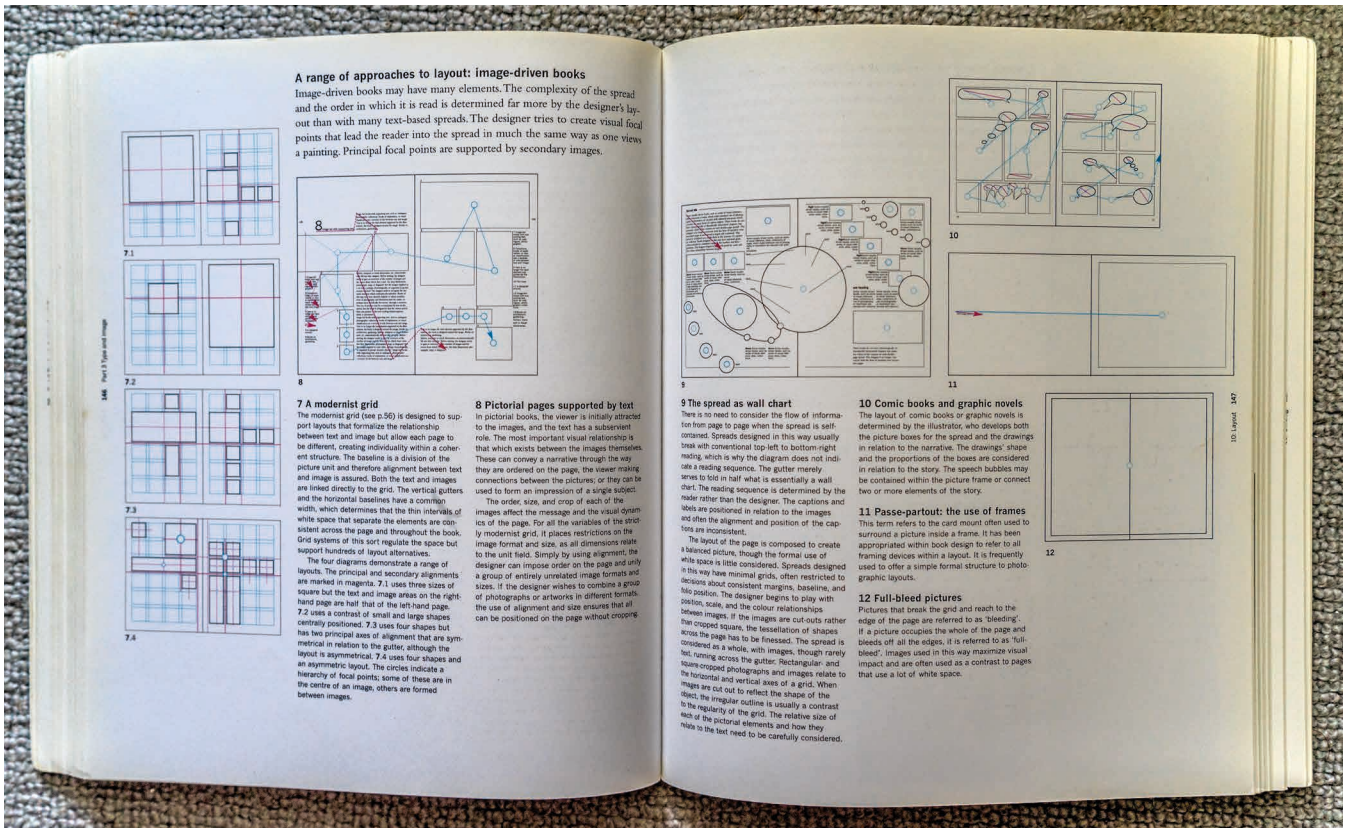 A range of approaches to layout: image-driven books
Image-driven books may have many elements. The complexity of the spread
and the order in which it is read is determined far more by the designer's lay-
out than with many text-based spreads. The designer tries to create visual focal
points that lead the reader into the spread in much the same way as one views
a painting. Principal focal points are supported by secondary images.
7.1
7.2
7.3
7.4
146 Part 3 Type and image
8
8
7 A modernist grid
The modernist grid (see p.56) is designed to sup-
port layouts that formalize the relationship
between text and image but allow each page to
be different, creating individuality within a coher-
ent structure. The baseline is a division of the
picture unit and therefore alignment between text
and image is assured. Both the text and images
are linked directly to the grid. The vertical gutters
and the horizontal baselines have a common
width, which determines that the thin intervals of
white space that separate the elements are con-
sistent across the page and throughout the book.
Grid systems of this sort regulate the space but
support hundreds of layout alternatives.
The four diagrams demonstrate a range of
layouts. The principal and secondary alignments
are marked in magenta. 7.1 uses three sizes of
square but the text and image areas on the right-
hand page are half that of the left-hand page.
7.2 uses a contrast of small and large shapes
centrally positioned. 7.3 uses four shapes but
has two principal axes of alignment that are sym-
metrical in relation to the gutter, although the
layout is asymmetrical. 7.4 uses four shapes and
an asymmetric layout. The circles indicate a
hierarchy of focal points; some of these are in
the centre of an image, others are formed
between images.
8 Pictorial pages supported by text
In pictorial books, the viewer is initially attracted
to the images, and the text has a subservient
role. The most important visual relationship is
that which exists between the images themselves.
These can convey a narrative through the way
they are ordered on the page, the viewer making
connections between the pictures; or they can be
used to form an impression of a single subject.
The order, size, and crop of each of the
images affect the message and the visual dynam
ics of the page. For all the variables of the strict-
ly modernist grid, it places restrictions on the
image format and size, as all dimensions relate
to the unit field. Simply by using alignment, the
designer can impose order on the page and unify
a group of entirely unrelated image formats and
sizes. If the designer wishes to combine a group
of photographs or artworks in different formats,
the use of alignment and size ensures that all
can be positioned on the page without cropping.
9
9 The spread as wall chart
There is no need to consider the flow of informa-
tion from page to page when the spread is self-
contained. Spreads designed in this way usually
break with conventional top-left to bottom-right
reading, which is why the diagram does not indi-
cate a reading sequence. The gutter merely
serves to fold in half what is essentially a wall
chart. The reading sequence is determined by the
reader rather than the designer. The captions and
labels are positioned in relation to the images
and often the alignment and position of the cap-
tions are inconsistent.
The layout of the page is composed to create
a balanced picture, though the formal use of
white space is little considered. Spreads designed
in this way have minimal grids, often restricted to
decisions about consistent margins, baseline, and
folio position. The designer begins to play with
position, scale, and the colour relationships
between images. If the images are cut-outs rather
than cropped square, the tessellation of shapes
across the page has to be finessed. The spread is
considered as a whole, with images, though rarely
text, running across the gutter. Rectangular- and
square-cropped photographs and images relate to
the horizontal and vertical axes of a grid. When
images are cut out to reflect the shape of the
object, the irregular outline is usually a contrast
to the regularity of the grid. The relative size of
each of the pictorial elements and how they
relate to the text need to be carefully considered.
10
11
10 Comic books and graphic novels
The layout of comic books or graphic novels is
determined by the illustrator, who develops both
the picture boxes for the spread and the drawings
in relation to the narrative. The drawings' shape
and the proportions of the boxes are considered
in relation to the story. The speech bubbles may
be contained within the picture frame or connect
two or more elements of the story.
11 Passe-partout: the use of frames
This term refers to the card mount often used to
surround a picture inside a frame. It has been
appropriated within book design to refer to all
framing devices within a layout. It is frequently
used to offer a simple formal structure to photo-
graphic layouts.
12 Full-bleed pictures
Pictures that break the grid and reach to the
edge of the page are referred to as 'bleeding'.
If a picture occupies the whole of the page and
bleeds off all the edges, it is referred to as 'full-
bleed'. Images used in this way maximize visual
impact and are often used as a contrast to pages
that use a lot of white space.
12
10: Layout 147